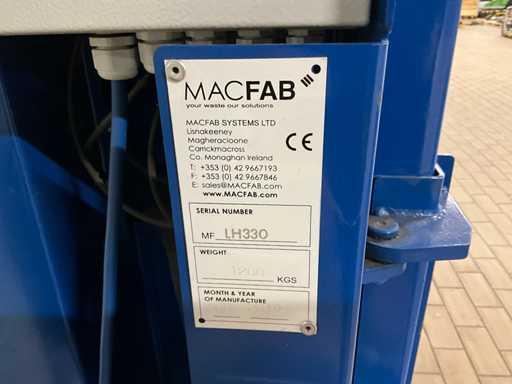 MACFAB
your waste our solutions
MACFAB SYSTEMS LTD
Lisnakeeney
Magheracloone
Carrickmacross
Co. Monaghan Ireland
T: +353 (0) 42 9667193
F: +353 (0) 42 9667846
E: sales@MACFAB.com
www.MACFAB.com
CE
SERIAL NUMBER
MF LH330
WEIGHT
1200 KGS
MONTH & YEAR
OF MANUFACTURE